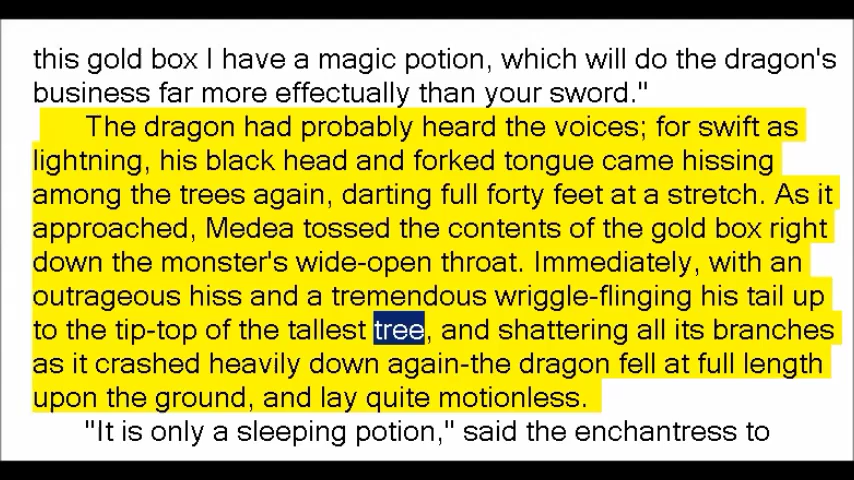 this gold box I have a magic potion, which will do the dragon's
business far more effectually than your sword."
The dragon had probably heard the voices; for swift as
lightning, his black head and forked tongue came hissing
among the trees again, darting full forty feet at a stretch. As it
approached, Medea tossed the contents of the gold box right
down the monster's wide-open throat. Immediately, with an
outrageous hiss and a tremendous wriggle-flinging his tail up
to the tip-top of the tallest tree, and shattering all its branches
as it crashed heavily down again-the dragon fell at full length
upon the ground, and lay quite motionless.
"It is only a sleeping potion," said the enchantress to